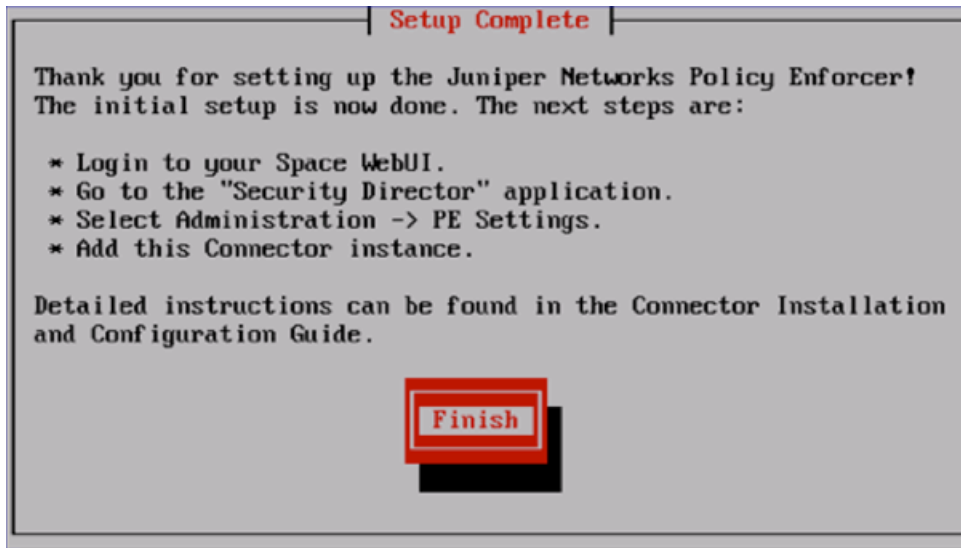 Setup Complete
Thank you for setting up the Juniper Networks Policy Enforcer!
The initial setup is now done. The next steps are:
* Login to your Space WebUI.
* Go to the "Security Director" application.
* Select Administration -> PE Settings.
* Add this Connector instance.
Detailed instructions can be found in the Connector Installation
and Configuration Guide.
Finish